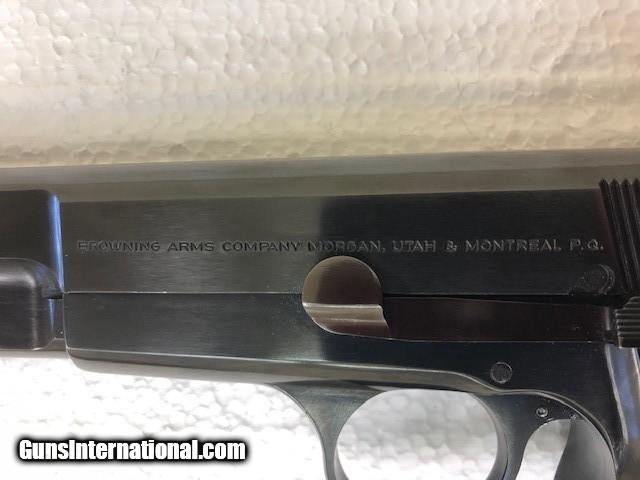 BROWNING ARMS COMPANY MORGAN, UTAH & MONTREAL P.Q.
GunsInternational.com